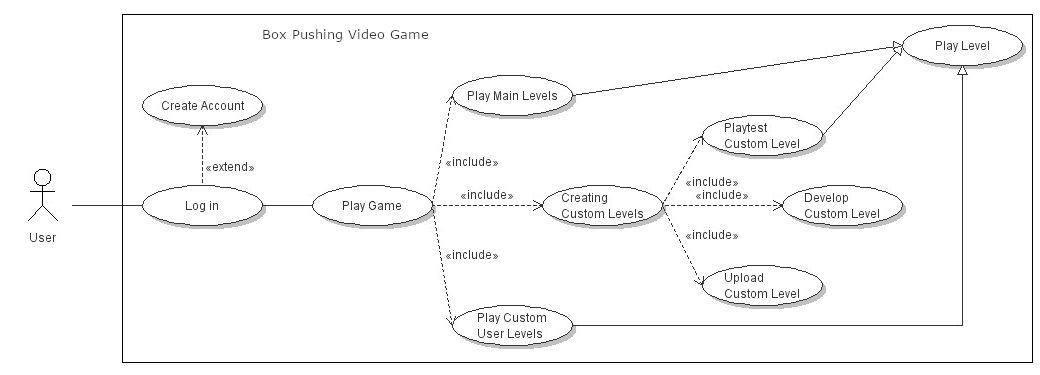 Box Pushing Video Game
Play Level
Create Account
Play Main Levels
Playtest
Custom Level
«extend»
«include»
«include»
«include»
«include»
User
Log in
Play Game
Creating
Custom Levels
Develop
Custom Level
«include»
«include»
Upload
Custom Level
Play Custom
User Levels